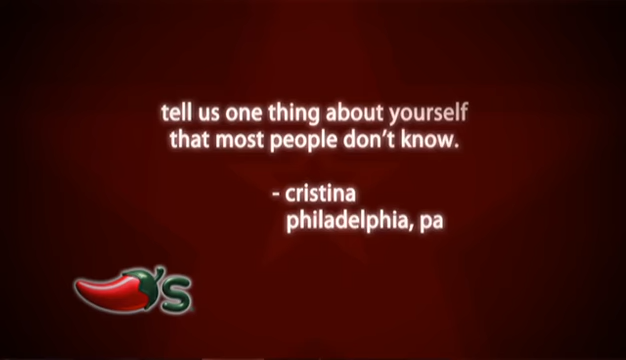 tell us one thing about yourself
that most people don't know.
- cristina
philadelphia, pa
's